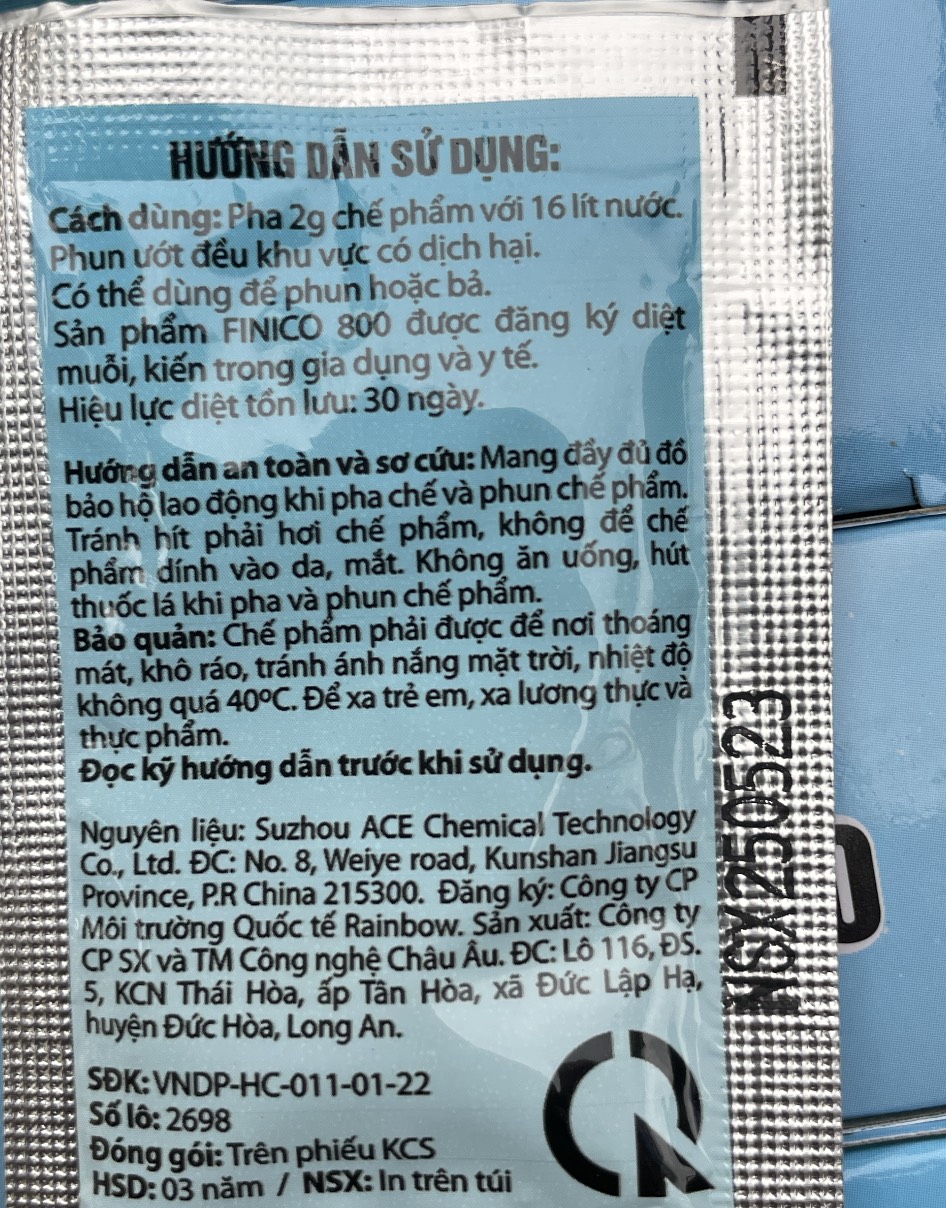 HƯỚNG DẪN SỬ DỤNG:
Cách dùng: Pha 2g chế phẩm với 16 lít nước.
Phun ướt đều khu vực có dịch hại.
Có thể dùng để phun hoặc bả.
Sản phẩm FINICO 800 được đăng ký diệt
muỗi, kiến trong gia dụng và y tế.
Hiệu lực diệt tồn lưu: 30 ngày.
Hướng dẫn an toàn và sơ cứu: Mang đầy đủ đồ
bảo hộ lao động khi pha chế và phun chế phẩm.
Tránh hít phải hơi chế phẩm, không để chế
phẩm dính vào da, mắt. Không ăn uống, hút
thuốc lá khi pha và phun chế phẩm.
Bảo quản: Chế phẩm phải được để nơi thoáng
mát, khô ráo, tránh ánh nắng mặt trời, nhiệt độ
không quá 40ºC. Để xa trẻ em, xa lương thực và
thực phẩm.
Đọc kỹ hướng dẫn trước khi sử dụng.
Nguyên liệu: Suzhou ACE Chemical Technology
Co., Ltd. ĐC: No. 8, Weiye road, Kunshan Jiangsu
Province, P.R China 215300. Đăng ký: Công ty CP
Môi trường Quốc tế Rainbow. Sản xuất: Công ty
CP SX và TM Công nghệ Châu Âu. ĐC: Lô 116, ĐS.
5, KCN Thái Hòa, ấp Tân Hòa, xã Đức Lập Hạ,
huyện Đức Hòa, Long An.
SĐK: VNDP-HC-011-01-22
Số lô: 2698
Đóng gói: Trên phiếu KCS
HSD: 03 năm / NSX: In trên túi
NSX250523